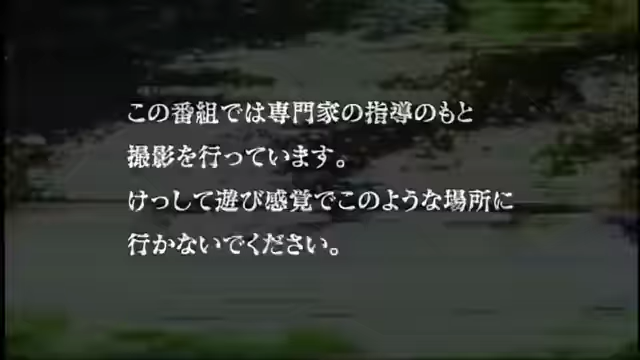 この番組では専門家の指導のもと
撮影を行っています。
けっして遊び感覚でこのような場所に
行かないでください。